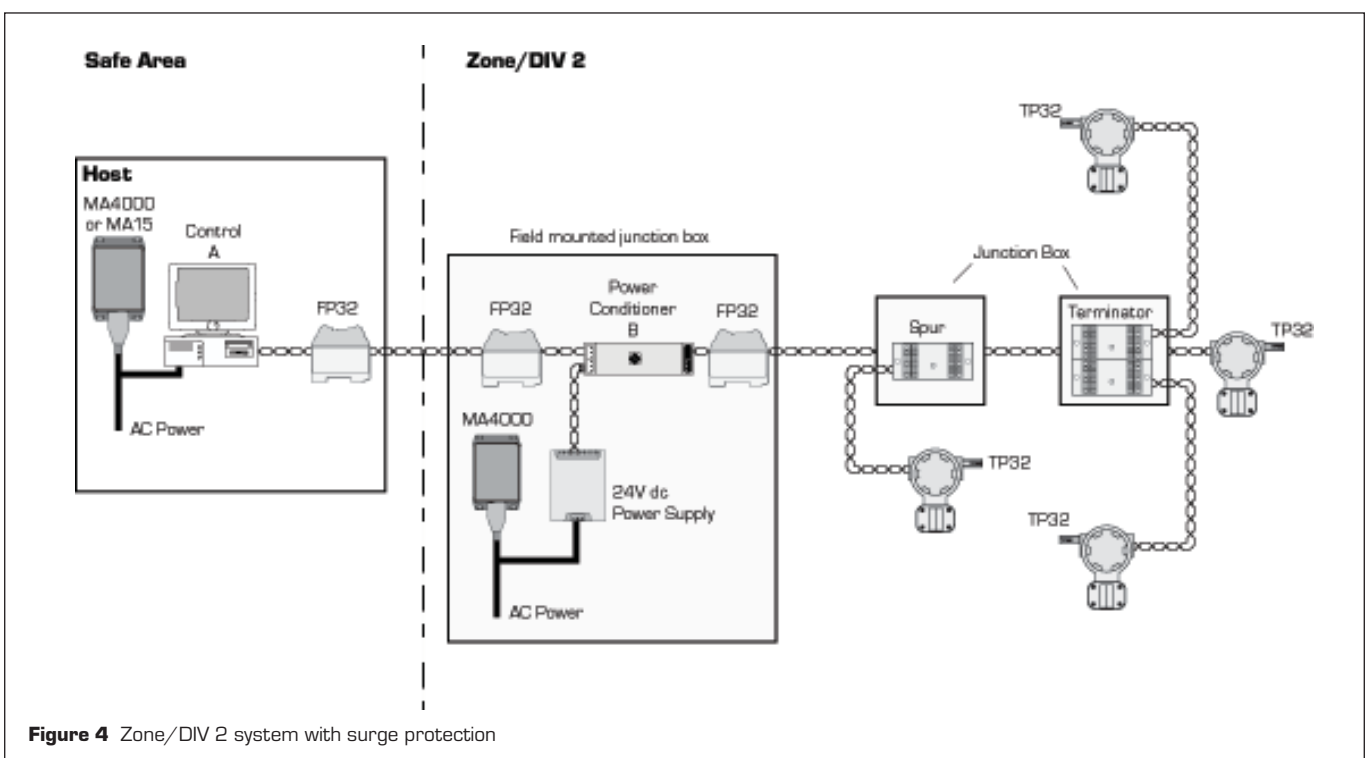 Safe Area
Zone/DIV 2
Host
MA4000
or MA15
Control
A
FP32
AC Power
Field mounted junction box
FP32
Power
Conditioner
B
FP32
MA4000
24V dc
Power Supply
AC Power
Junction Box
Spur
Terminator
TP32
TP32
TP32
TP32
Figure 4 Zone/DIV 2 system with surge protection